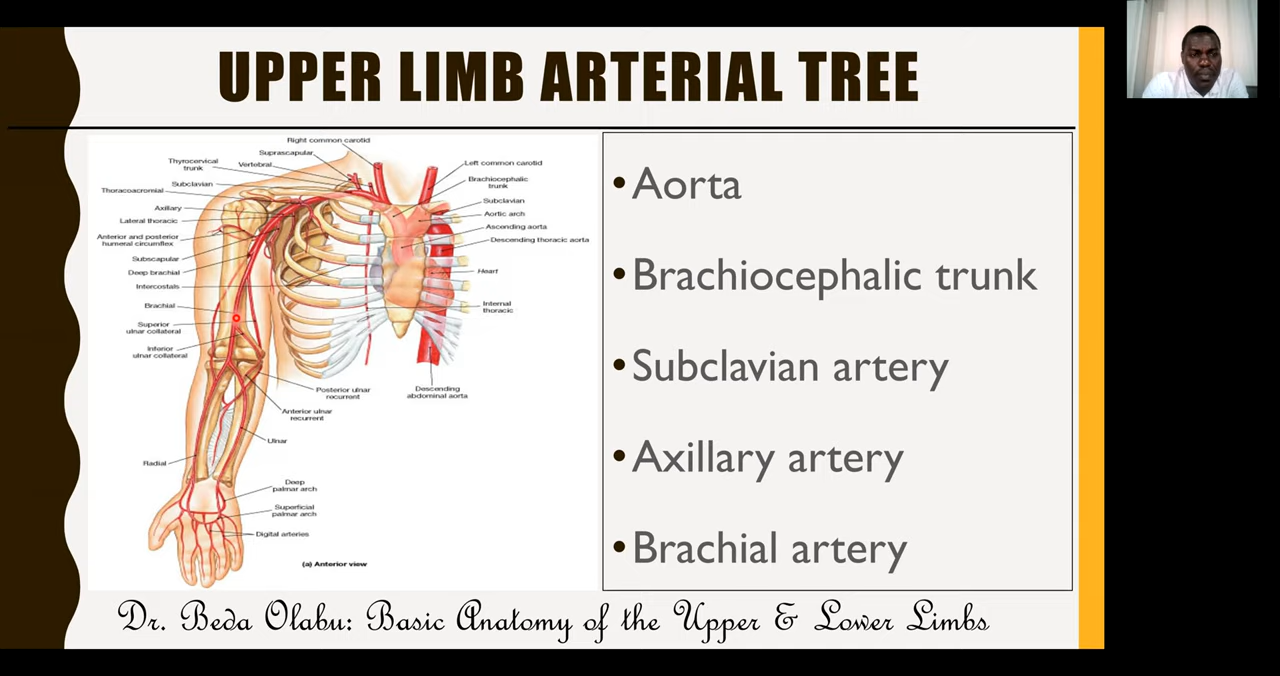 UPPER LIMB ARTERIAL TREE
Right common carotid
Suprascapular
Thyrocervical
trunk
Vertebral
Left common carotid
Subclavian
Brachiocephalic
trunk
Thoracoacromial
Subclavian
Axillary
Aortic arch
Lateral thoracic
Ascending aorta
Anterior and posterior
humeral circumflex
Descending thoracic aorta
Subscapular
Deep brachial
Heart
Intercostals
Brachial
Internal
thoracic
Superior
ulnar collateral
Inferior
ulnar collateral
Posterior ulnar
recurrent
Descending
abdominal aorta
Anterior ulnar
recurrent
Ulnar
Radial
Deep
palmar arch
Superficial
palmar arch
Digital arteries
(a) Anterior view
• Aorta
• Brachiocephalic trunk
• Subclavian artery
• Axillary artery
• Brachial artery
Dr. Beda Olabu: Basic Anatomy of the Upper & Lower Limbs